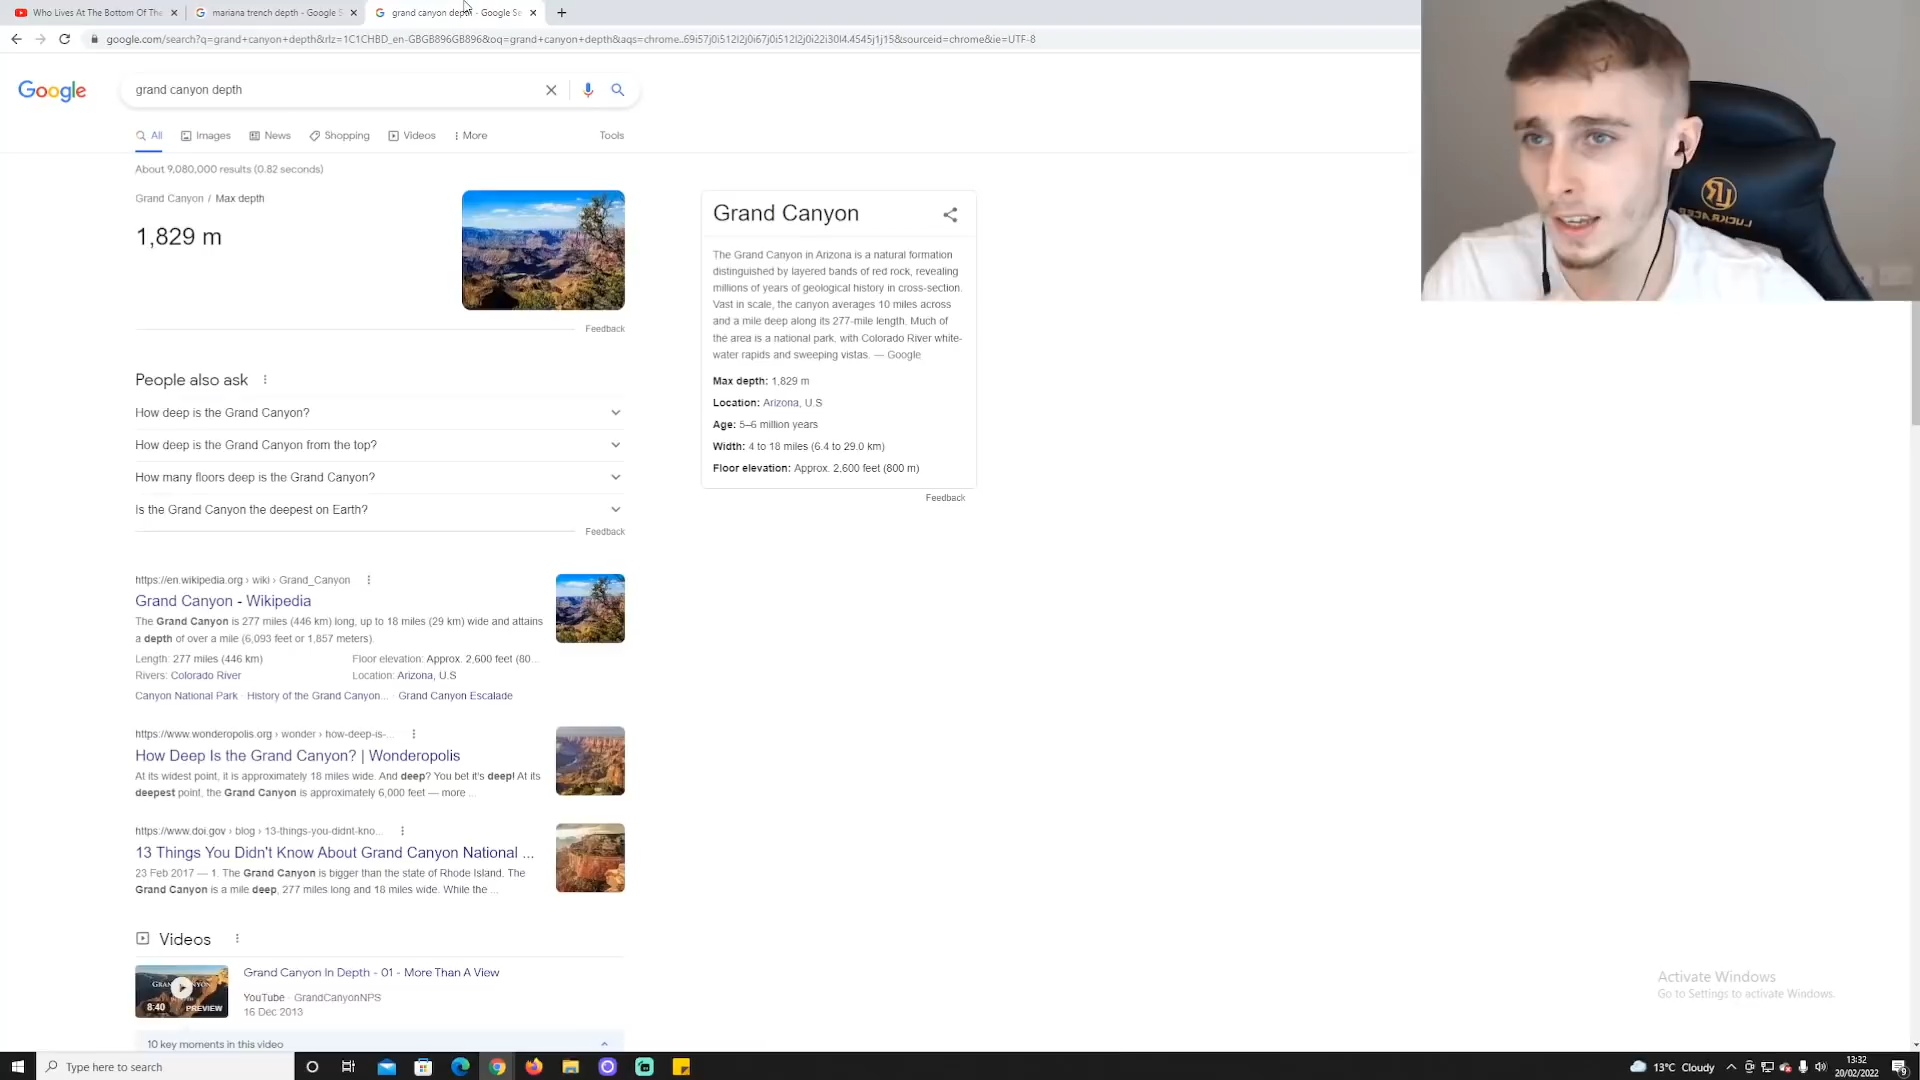 Who Lives At The Bottom Of The
mariana trench depth - Google S
grand canyon depth - Google Se
google.com/search?q=grand+canyon+depth&rlz=1C1CHBD_en-GBGB896GB896&oq=grand+canyon+depth&aqs=chrome..69i57j0i512l2j0i67j0i512l2j0i22i30l4.4545j1j15&sourceid=chrome&ie=UTF-8
Google
grand canyon depth
All
Images
News
Shopping
Videos
More
Tools
About 9,080,000 results (0.82 seconds)
Grand Canyon / Max depth
1,829 m
Feedback
People also ask
How deep is the Grand Canyon?
How deep is the Grand Canyon from the top?
How many floors deep is the Grand Canyon?
Is the Grand Canyon the deepest on Earth?
Feedback
https://en.wikipedia.org › wiki › Grand_Canyon
Grand Canyon - Wikipedia
The Grand Canyon is 277 miles (446 km) long, up to 18 miles (29 km) wide and attains
a depth of over a mile (6,093 feet or 1,857 meters).
Length: 277 miles (446 km)
Floor elevation: Approx. 2,600 feet (80...
Rivers: Colorado River
Location: Arizona, U.S
Canyon National Park · History of the Grand Canyon... · Grand Canyon Escalade
https://www.wonderopolis.org › wonder › how-deep-is-...
How Deep Is the Grand Canyon? | Wonderopolis
At its widest point, it is approximately 18 miles wide. And deep? You bet it's deep! At its
deepest point, the Grand Canyon is approximately 6,000 feet — more ...
https://www.doi.gov › blog › 13-things-you-didnt-kno...
13 Things You Didn't Know About Grand Canyon National ...
23 Feb 2017 — 1. The Grand Canyon is bigger than the state of Rhode Island. The
Grand Canyon is a mile deep, 277 miles long and 18 miles wide. While the ...
Videos
8:40
PREVIEW
Grand Canyon In Depth - 01 - More Than A View
YouTube · GrandCanyonNPS
16 Dec 2013
10 key moments in this video
Grand Canyon
The Grand Canyon in Arizona is a natural formation
distinguished by layered bands of red rock, revealing
millions of years of geological history in cross-section.
Vast in scale, the canyon averages 10 miles across
and a mile deep along its 277-mile length. Much of
the area is a national park, with Colorado River white-
water rapids and sweeping vistas. — Google
Max depth: 1,829 m
Location: Arizona, U.S
Age: 5–6 million years
Width: 4 to 18 miles (6.4 to 29.0 km)
Floor elevation: Approx. 2,600 feet (800 m)
Feedback
LUCKRACER
Activate Windows
Go to Settings to activate Windows.
Type here to search
13°C Cloudy
13:32
20/02/2022